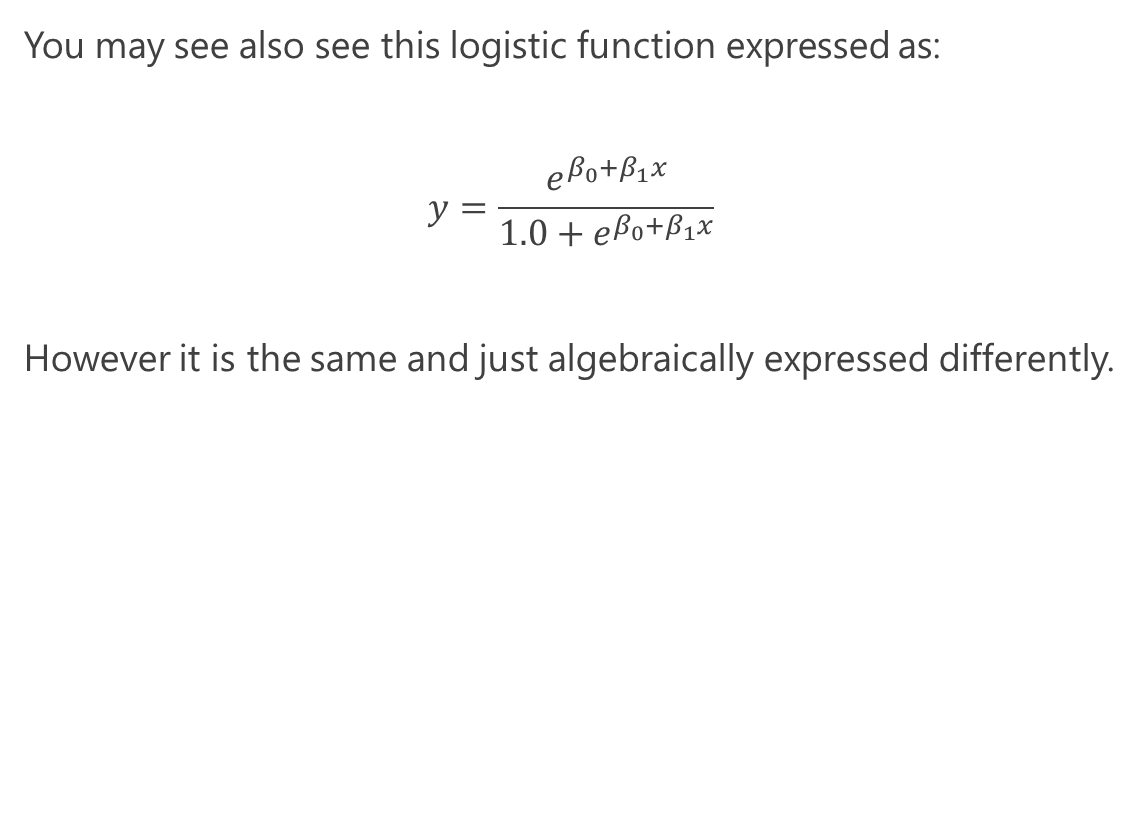 You may see also see this logistic function expressed as:
y = e^{β₀+β₁x} / (1.0 + e^{β₀+β₁x})
However it is the same and just algebraically expressed differently.